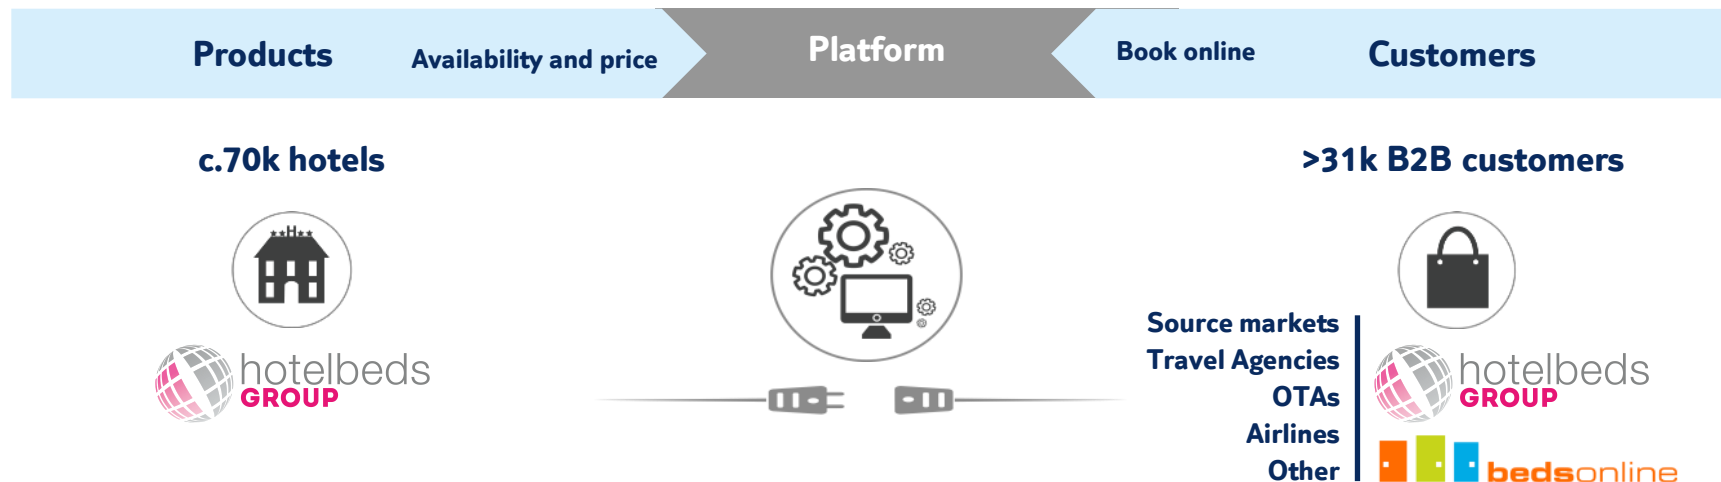 Products
Availability and price
Platform
Book online
Customers
c.70k hotels
>31k B2B customers
**H**
hotelbeds
GROUP
Source markets
Travel Agencies
OTAs
Airlines
Other
hotelbeds
GROUP
bedsonline